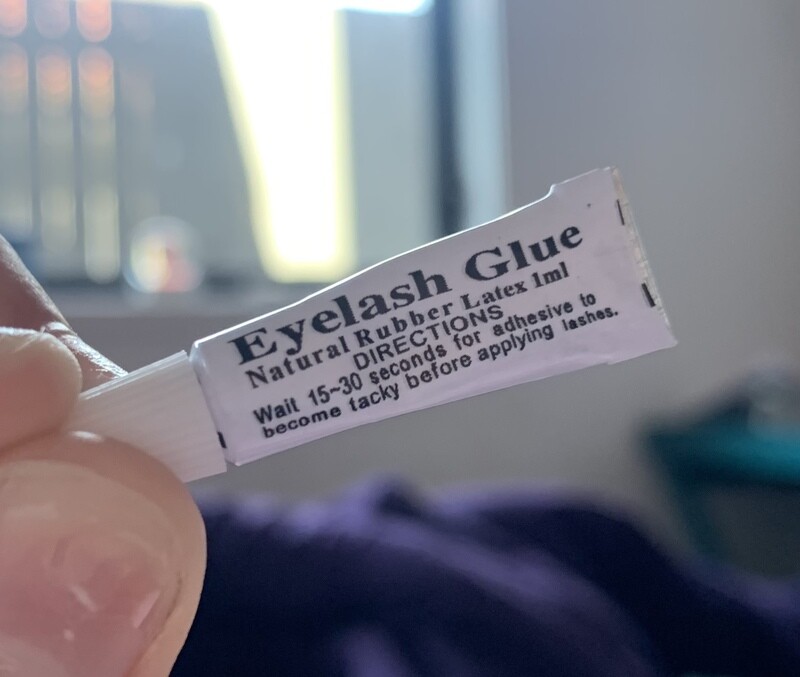 Eyelash Glue
Natural Rubber Latex 1ml
DIRECTIONS
Wait 15~30 seconds for adhesive to
become tacky before applying lashes.